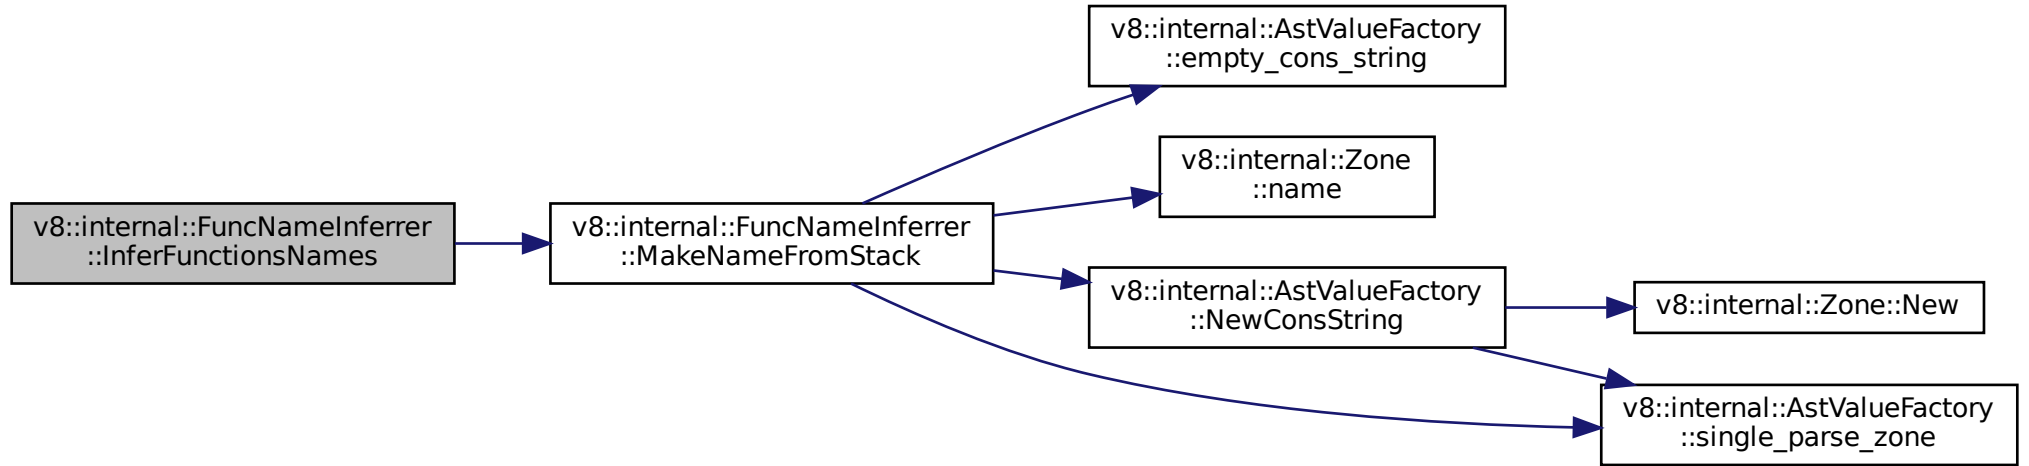 v8::internal::AstValueFactory
::empty_cons_string
v8::internal::Zone
::name
v8::internal::FuncNameInferrer
::InferFunctionsNames
v8::internal::FuncNameInferrer
::MakeNameFromStack
v8::internal::AstValueFactory
::NewConsString
v8::internal::Zone::New
v8::internal::AstValueFactory
::single_parse_zone